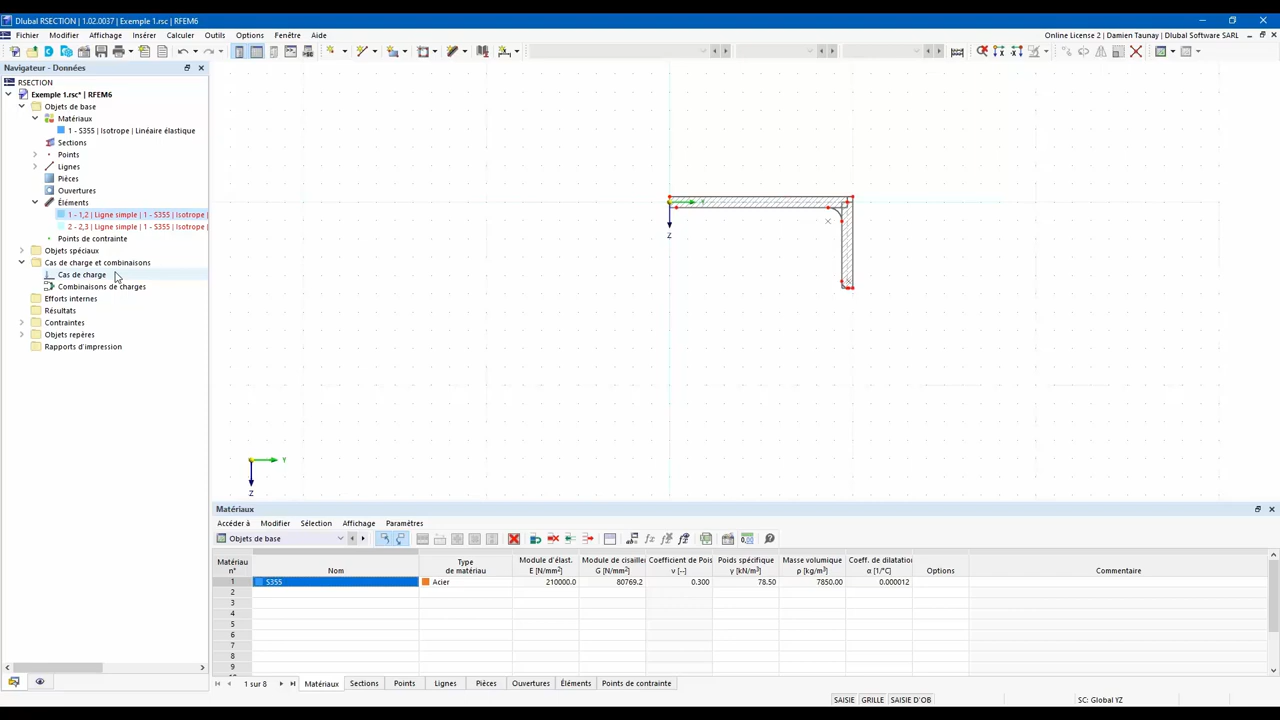 Dlubal RSECTION | 1.02.0037 | Exemple 1.rsc | RFEM6
Fichier Modifier Affichage Insérer Calculer Outils Options Fenêtre Aide
Online License 2 | Damien Taunay | Dlubal Software SARL
Navigateur - Données
RSECTION
Exemple 1.rsc* | RFEM6
Objets de base
Matériaux
1 - S355 | Isotrope | Linéaire élastique
Sections
Points
Lignes
Pièces
Ouvertures
Éléments
1 - 1,2 | Ligne simple | 1 - S355 | Isotrope |
2 - 2,3 | Ligne simple | 1 - S355 | Isotrope |
Points de contrainte
Objets spéciaux
Cas de charge et combinaisons
Cas de charge
Combinaisons de charges
Efforts internes
Résultats
Contraintes
Objets repères
Rapports d'impression
Y
Z
Y
Z
Matériaux
Accéder à Modifier Sélection Affichage Paramètres
Objets de base
Matériau n° Nom Type de matériau Module d'élast. E [N/mm²] Module de cisaille G [N/mm²] Coefficient de Pois ν [--] Poids spécifique γ [kN/m³] Masse volumique ρ [kg/m³] Coeff. de dilatatio α [1/°C] Options Commentaire
1 S355 Acier 210000.0 80769.2 0.300 78.50 7850.00 0.000012
2
3
4
5
6
7
8
9
1 sur 8 Matériaux Sections Points Lignes Pièces Ouvertures Éléments Points de contrainte
SAISIE GRILLE SAISIE D'OB SC: Global YZ